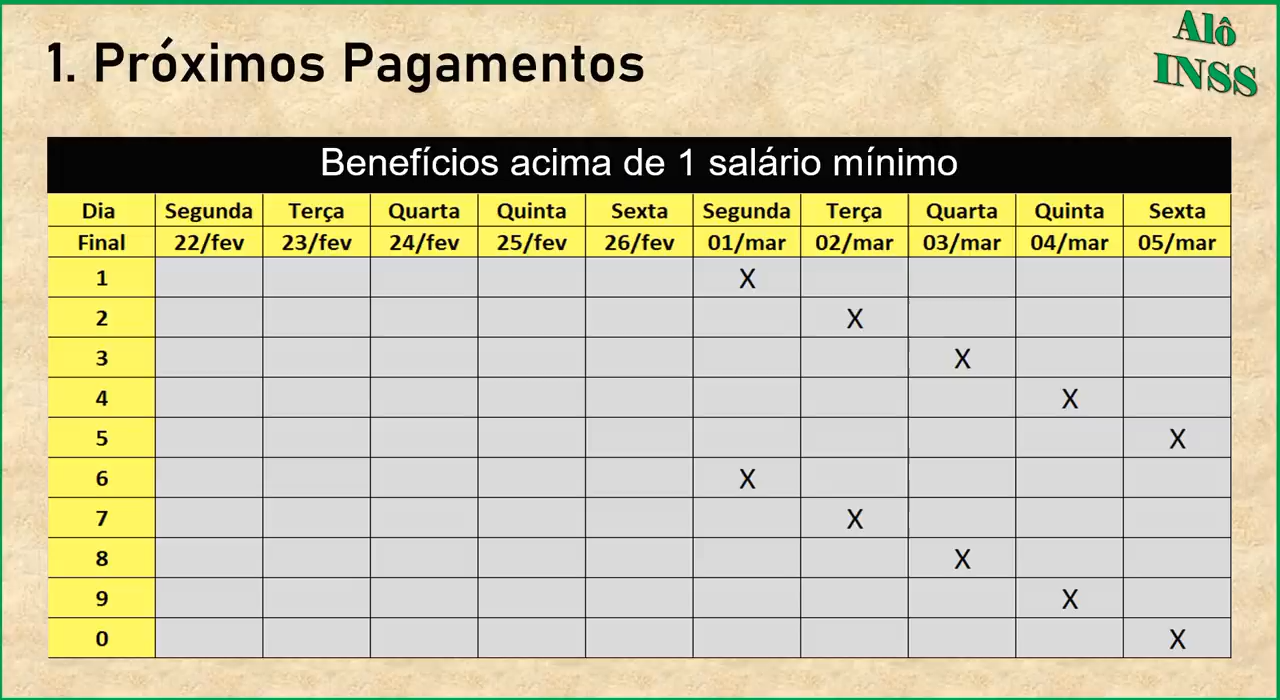 1. Próximos Pagamentos
Alô
INSS
Benefícios acima de 1 salário mínimo
Dia Segunda Terça Quarta Quinta Sexta Segunda Terça Quarta Quinta Sexta
Final 22/fev 23/fev 24/fev 25/fev 26/fev 01/mar 02/mar 03/mar 04/mar 05/mar
1 X
2 X
3 X
4 X
5 X
6 X
7 X
8 X
9 X
0 X